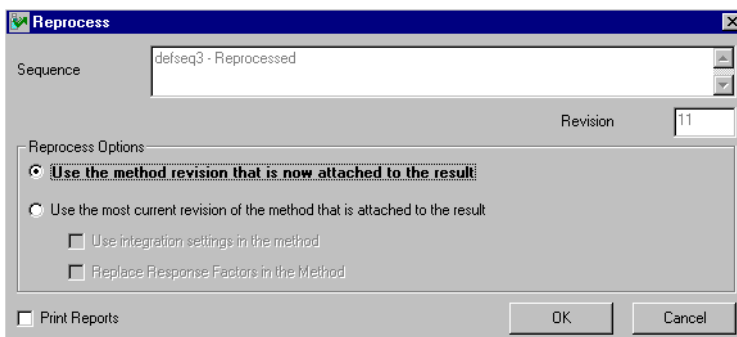 Reprocess
Sequence
defseq3 - Reprocessed
Revision
11
Reprocess Options
Use the method revision that is now attached to the result
Use the most current revision of the method that is attached to the result
Use integration settings in the method
Replace Response Factors in the Method
Print Reports
OK
Cancel